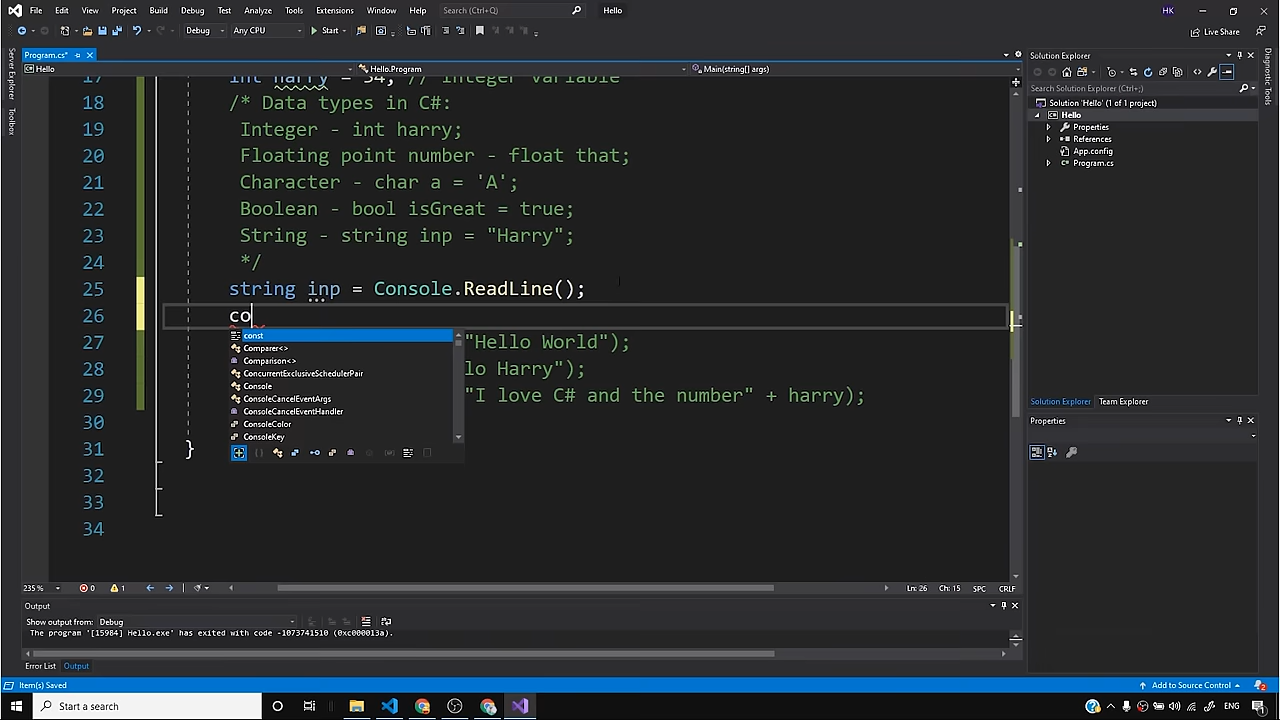 File Edit View Project Build Debug Test Analyze Tools Extensions Window Help Search (Ctrl+Q) Hello HK
Debug Any CPU Start Live Share
Server Explorer
Toolbox
Program.cs*
Hello Hello.Program Main(string[] args)
17 int harry = 34; // integer variable
18 /* Data types in C#:
19 Integer - int harry;
20 Floating point number - float that;
21 Character - char a = 'A';
22 Boolean - bool isGreat = true;
23 String - string inp = "Harry";
24 */
25 string inp = Console.ReadLine();
26 co
const
Comparer<>
Comparison<>
ConcurrentExclusiveSchedulerPair
Console
ConsoleCancelEventArgs
ConsoleCancelEventHandler
ConsoleColor
ConsoleKey
27 "Hello World");
28 lo Harry");
29 "I love C# and the number" + harry);
30
31 }
32
33
34
235 % 0 1 Ln: 26 Ch: 15 SPC CRLF
Output
Show output from: Debug
The program '[15984] Hello.exe' has exited with code -1073741510 (0xc000013a).
Error List Output
Solution Explorer
Search Solution Explorer (Ctrl+;)
Solution 'Hello' (1 of 1 project)
Hello
Properties
References
App.config
Program.cs
Solution Explorer Team Explorer
Properties
Diagnostic Tools
Item(s) Saved Add to Source Control 2
Start a search ENG